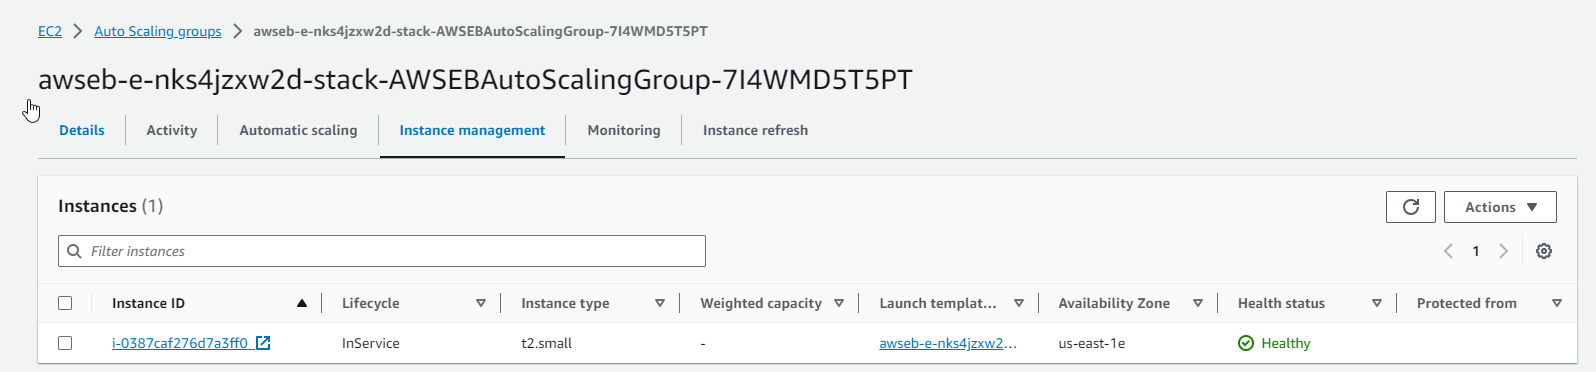 EC2 Auto Scaling groups awseb-e-nks4jzxw2d-stack-AWSEBAutoScalingGroup-7I4WMD5T5PT
awseb-e-nks4jzxw2d-stack-AWSEBAutoScalingGroup-7I4WMD5T5PT
Details Activity Automatic scaling Instance management Monitoring Instance refresh
Instances (1) Actions
Filter instances 1
Instance ID Lifecycle Instance type Weighted capacity Launch templat... Availability Zone Health status Protected from
i-0387caf276d7a3ff0 InService t2.small - awseb-e-nks4jzxw2... us-east-1e Healthy